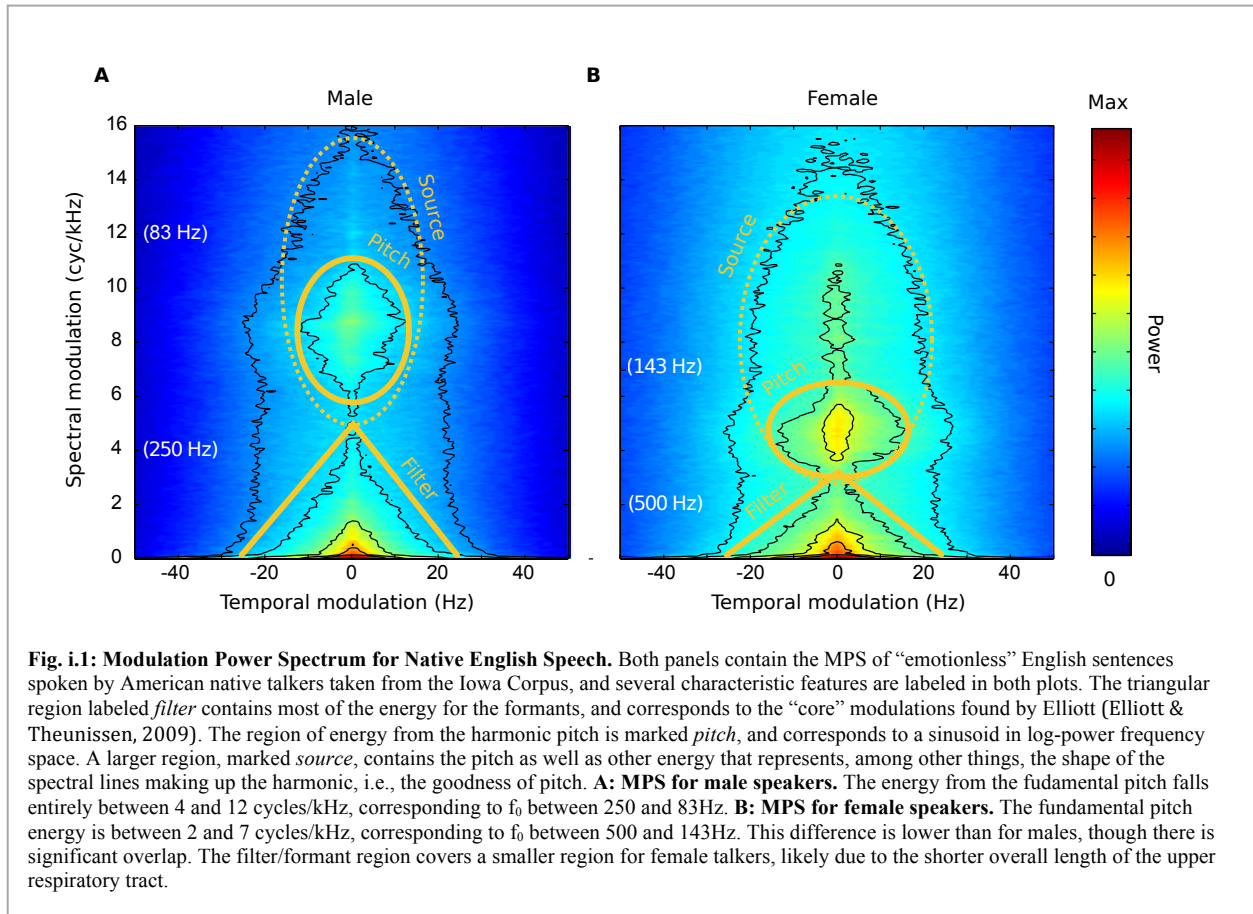 A
B
Male
Female
Max
16
14
12
10
8
6
4
2
0
Spectral modulation (cyc/kHz)
(83 Hz)
(250 Hz)
Source
Pitch
Filter
-40
-20
0
20
40
Temporal modulation (Hz)
-
(143 Hz)
(500 Hz)
Source
Pitch
Filter
-40
-20
0
20
40
Temporal modulation (Hz)
Power
0
Fig. i.1: Modulation Power Spectrum for Native English Speech. Both panels contain the MPS of “emotionless” English sentences
spoken by American native talkers taken from the Iowa Corpus, and several characteristic features are labeled in both plots. The triangular
region labeled filter contains most of the energy for the formants, and corresponds to the “core” modulations found by Elliott (Elliott &
Theunissen, 2009). The region of energy from the harmonic pitch is marked pitch, and corresponds to a sinusoid in log-power frequency
space. A larger region, marked source, contains the pitch as well as other energy that represents, among other things, the shape of the
spectral lines making up the harmonic, i.e., the goodness of pitch. A: MPS for male speakers. The energy from the fudamental pitch falls
entirely between 4 and 12 cycles/kHz, corresponding to f₀ between 250 and 83Hz. B: MPS for female speakers. The fundamental pitch
energy is between 2 and 7 cycles/kHz, corresponding to f₀ between 500 and 143Hz. This difference is lower than for males, though there is
significant overlap. The filter/formant region covers a smaller region for female talkers, likely due to the shorter overall length of the upper
respiratory tract.